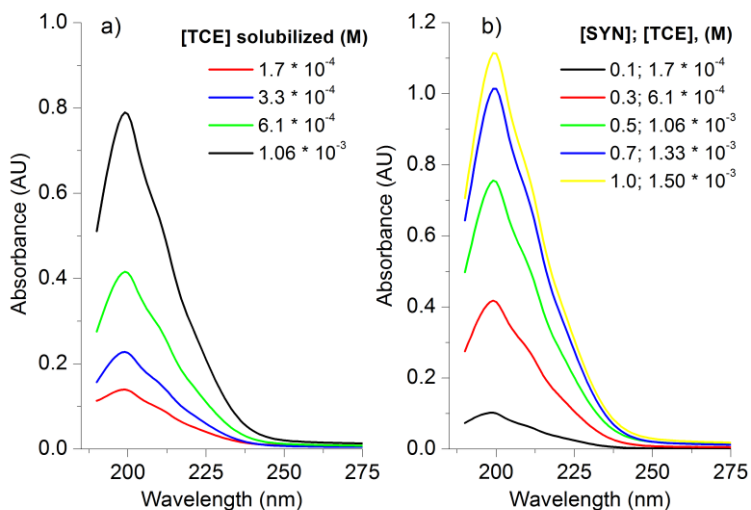 a)
[TCE] solubilized (M)
1.7 * 10⁻⁴
3.3 * 10⁻⁴
6.1 * 10⁻⁴
1.06 * 10⁻³
Absorbance (AU)
1.0
0.8
0.6
0.4
0.2
0.0
200 225 250 275
Wavelength (nm)
b)
[SYN]; [TCE], (M)
0.1; 1.7 * 10⁻⁴
0.3; 6.1 * 10⁻⁴
0.5; 1.06 * 10⁻³
0.7; 1.33 * 10⁻³
1.0; 1.50 * 10⁻³
Absorbance (AU)
1.2
1.0
0.8
0.6
0.4
0.2
0.0
200 225 250 275
Wavelength (nm)